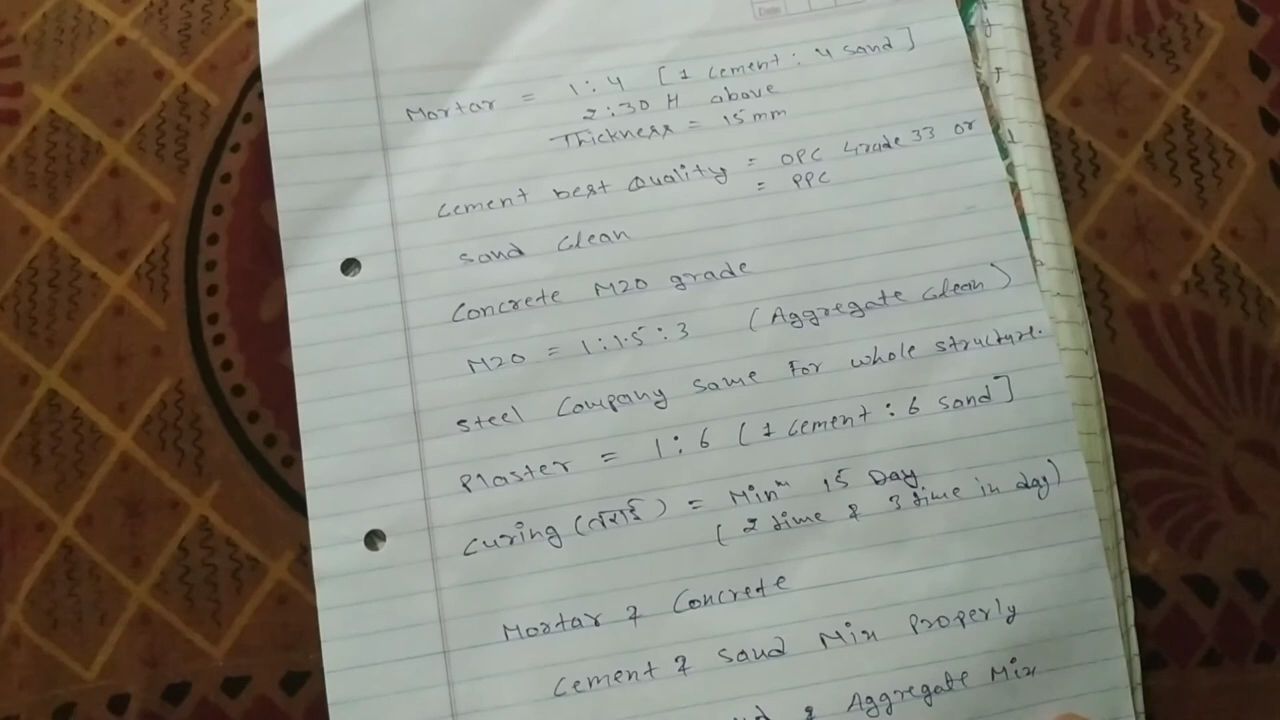 Date
Mortar = 1:4 [1 cement : 4 sand]
2:30 H above
Thickness = 15 mm
Cement best Quality = OPC Grade 33 or
= PPC
Sand Clean
Concrete M20 grade
M20 = 1:1.5:3 (Aggregate Clean)
Steel Company Same For whole structure.
Plaster = 1:6 (1 cement : 6 sand]
Curing (तराई) = Minm 15 Day
(2 time & 3 time in day)
Mortar & Concrete
Cement & Sand Mix Properly
& Aggregate Mix